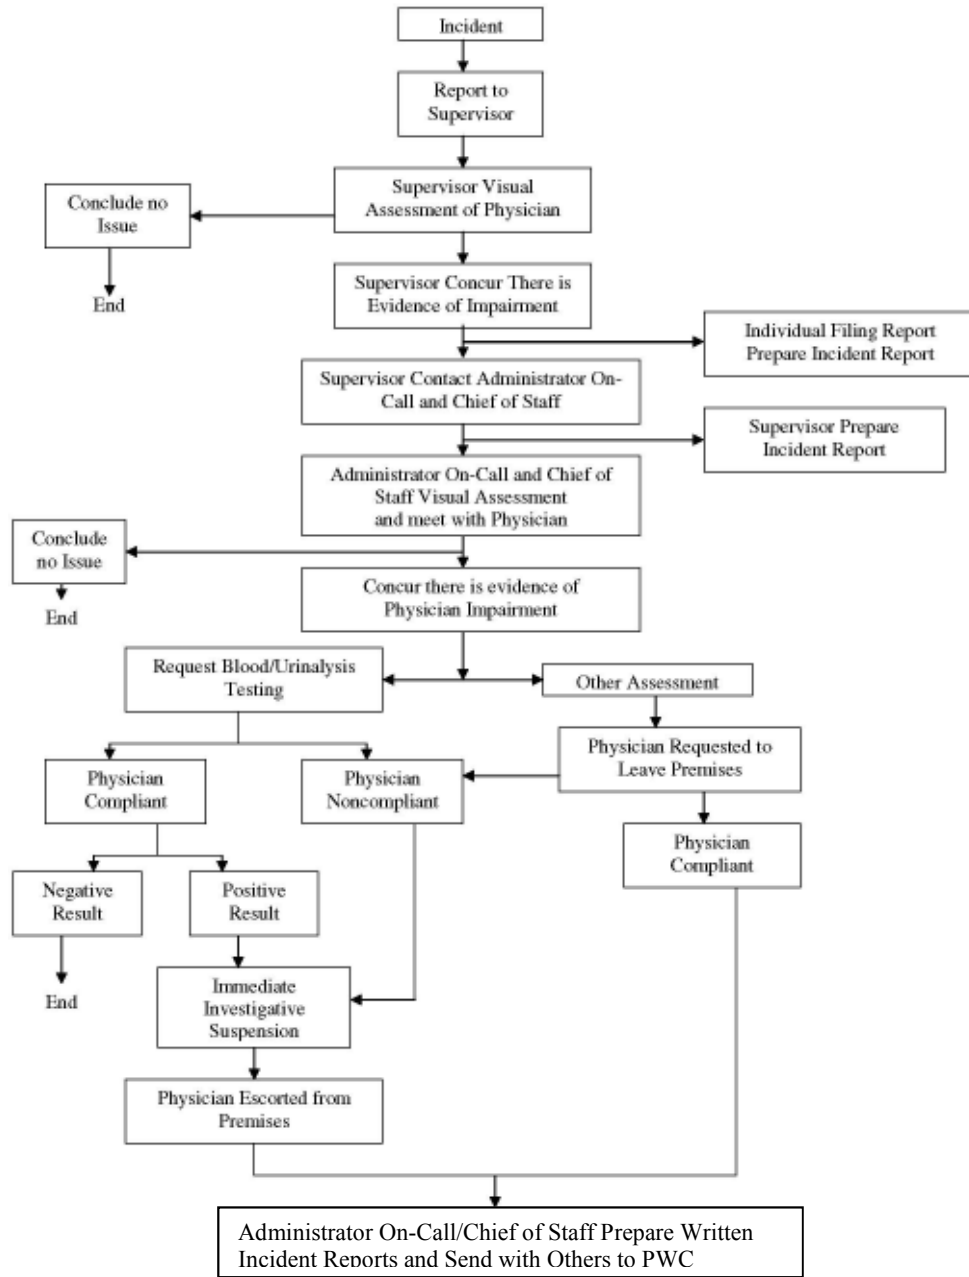 Incident
Report to
Supervisor
Supervisor Visual
Assessment of Physician
Conclude no
Issue
End
Supervisor Concur There is
Evidence of Impairment
Individual Filing Report
Prepare Incident Report
Supervisor Contact Administrator On-
Call and Chief of Staff
Supervisor Prepare
Incident Report
Administrator On-Call and Chief of
Staff Visual Assessment
and meet with Physician
Conclude
no Issue
End
Concur there is evidence of
Physician Impairment
Request Blood/Urinalysis
Testing
Other Assessment
Physician Requested to
Leave Premises
Physician
Compliant
Physician
Noncompliant
Physician
Compliant
Negative
Result
Positive
Result
End
Immediate
Investigative
Suspension
Physician Escorted from
Premises
Administrator On-Call/Chief of Staff Prepare Written
Incident Reports and Send with Others to PWC